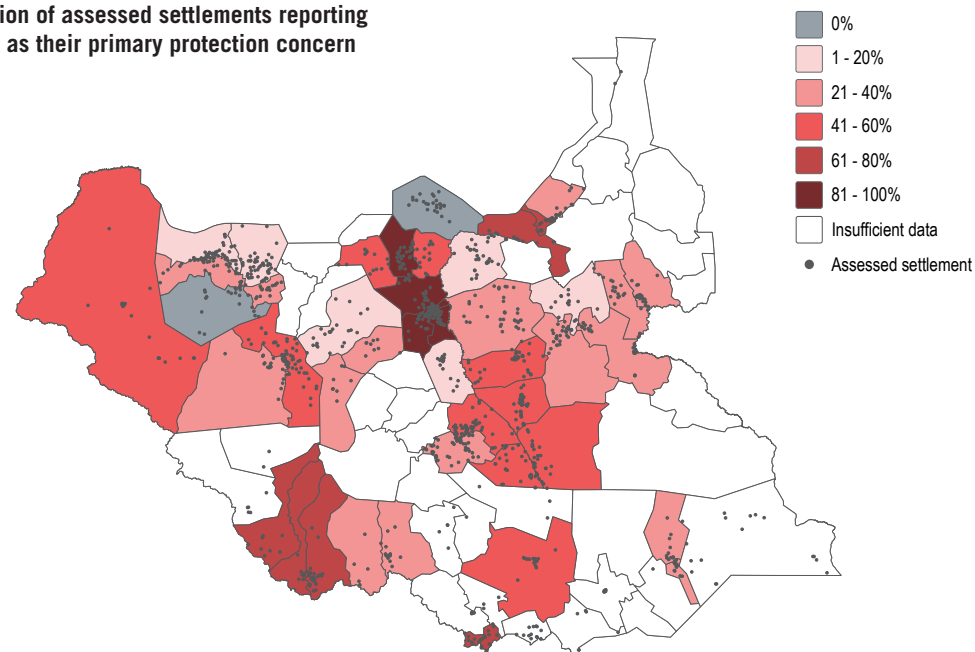 ion of assessed settlements reporting
as their primary protection concern
0%
1 - 20%
21 - 40%
41 - 60%
61 - 80%
81 - 100%
Insufficient data
Assessed settlement